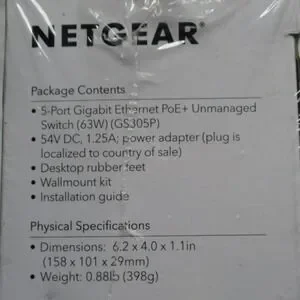 NETGEAR®
Package Contents
• 5-Port Gigabit Ethernet PoE+ Unmanaged
Switch (63W) (GS305P)
• 54V DC, 1.25A; power adapter (plug is
localized to country of sale)
• Desktop rubber feet
• Wallmount kit
• Installation guide
Physical Specifications
• Dimensions: 6.2 x 4.0 x 1.1in
(158 x 101 x 29mm)
• Weight: 0.88lb (398g)